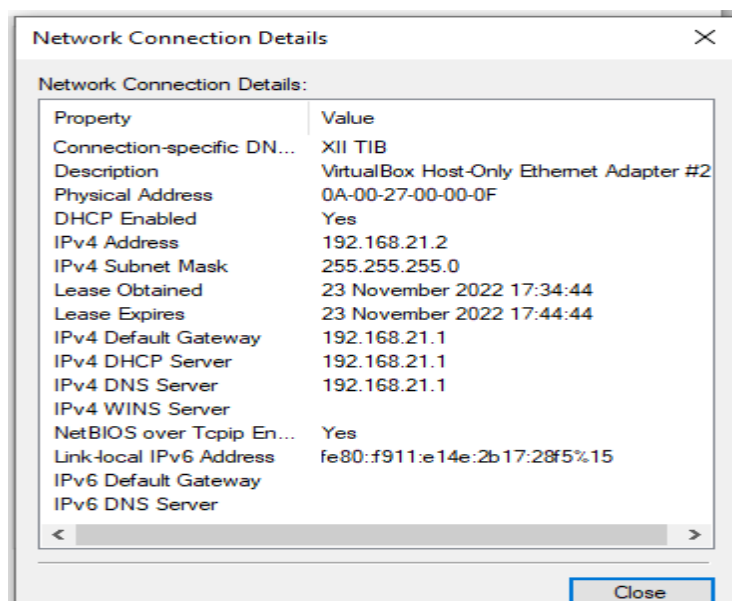 Network Connection Details
Network Connection Details:
Property Value
Connection-specific DN... XII TIB
Description VirtualBox Host-Only Ethernet Adapter #2
Physical Address 0A-00-27-00-00-0F
DHCP Enabled Yes
IPv4 Address 192.168.21.2
IPv4 Subnet Mask 255.255.255.0
Lease Obtained 23 November 2022 17:34:44
Lease Expires 23 November 2022 17:44:44
IPv4 Default Gateway 192.168.21.1
IPv4 DHCP Server 192.168.21.1
IPv4 DNS Server 192.168.21.1
IPv4 WINS Server
NetBIOS over Tcpip En... Yes
Link-local IPv6 Address fe80::f911:e14e:2b17:28f5%15
IPv6 Default Gateway
IPv6 DNS Server
Close